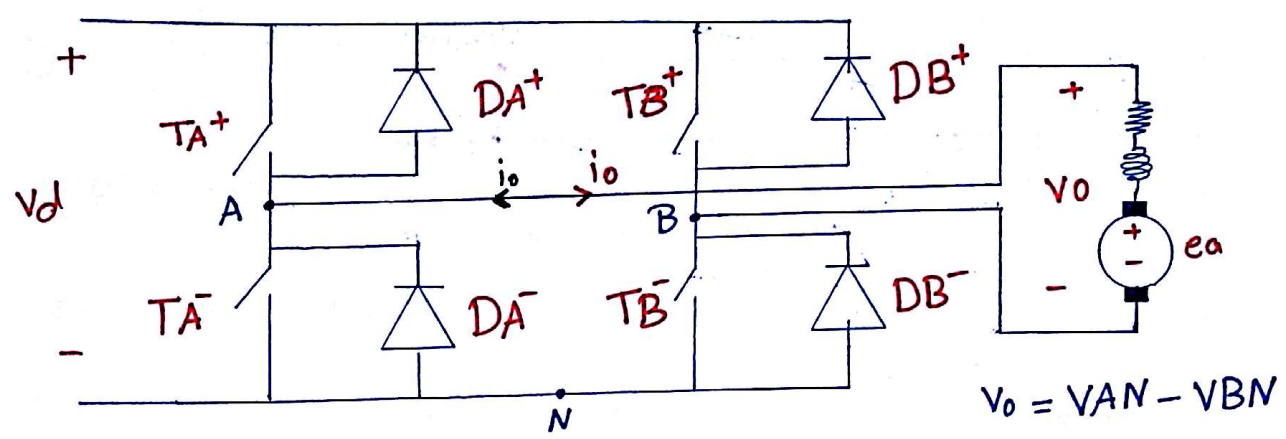 +
DA+
TB+
DB+
+
TA+
Vd
A
io
io
B
VO
+
-
ea
TA-
DA-
TB-
DB-
-
-
N
Vo = VAN - VBN